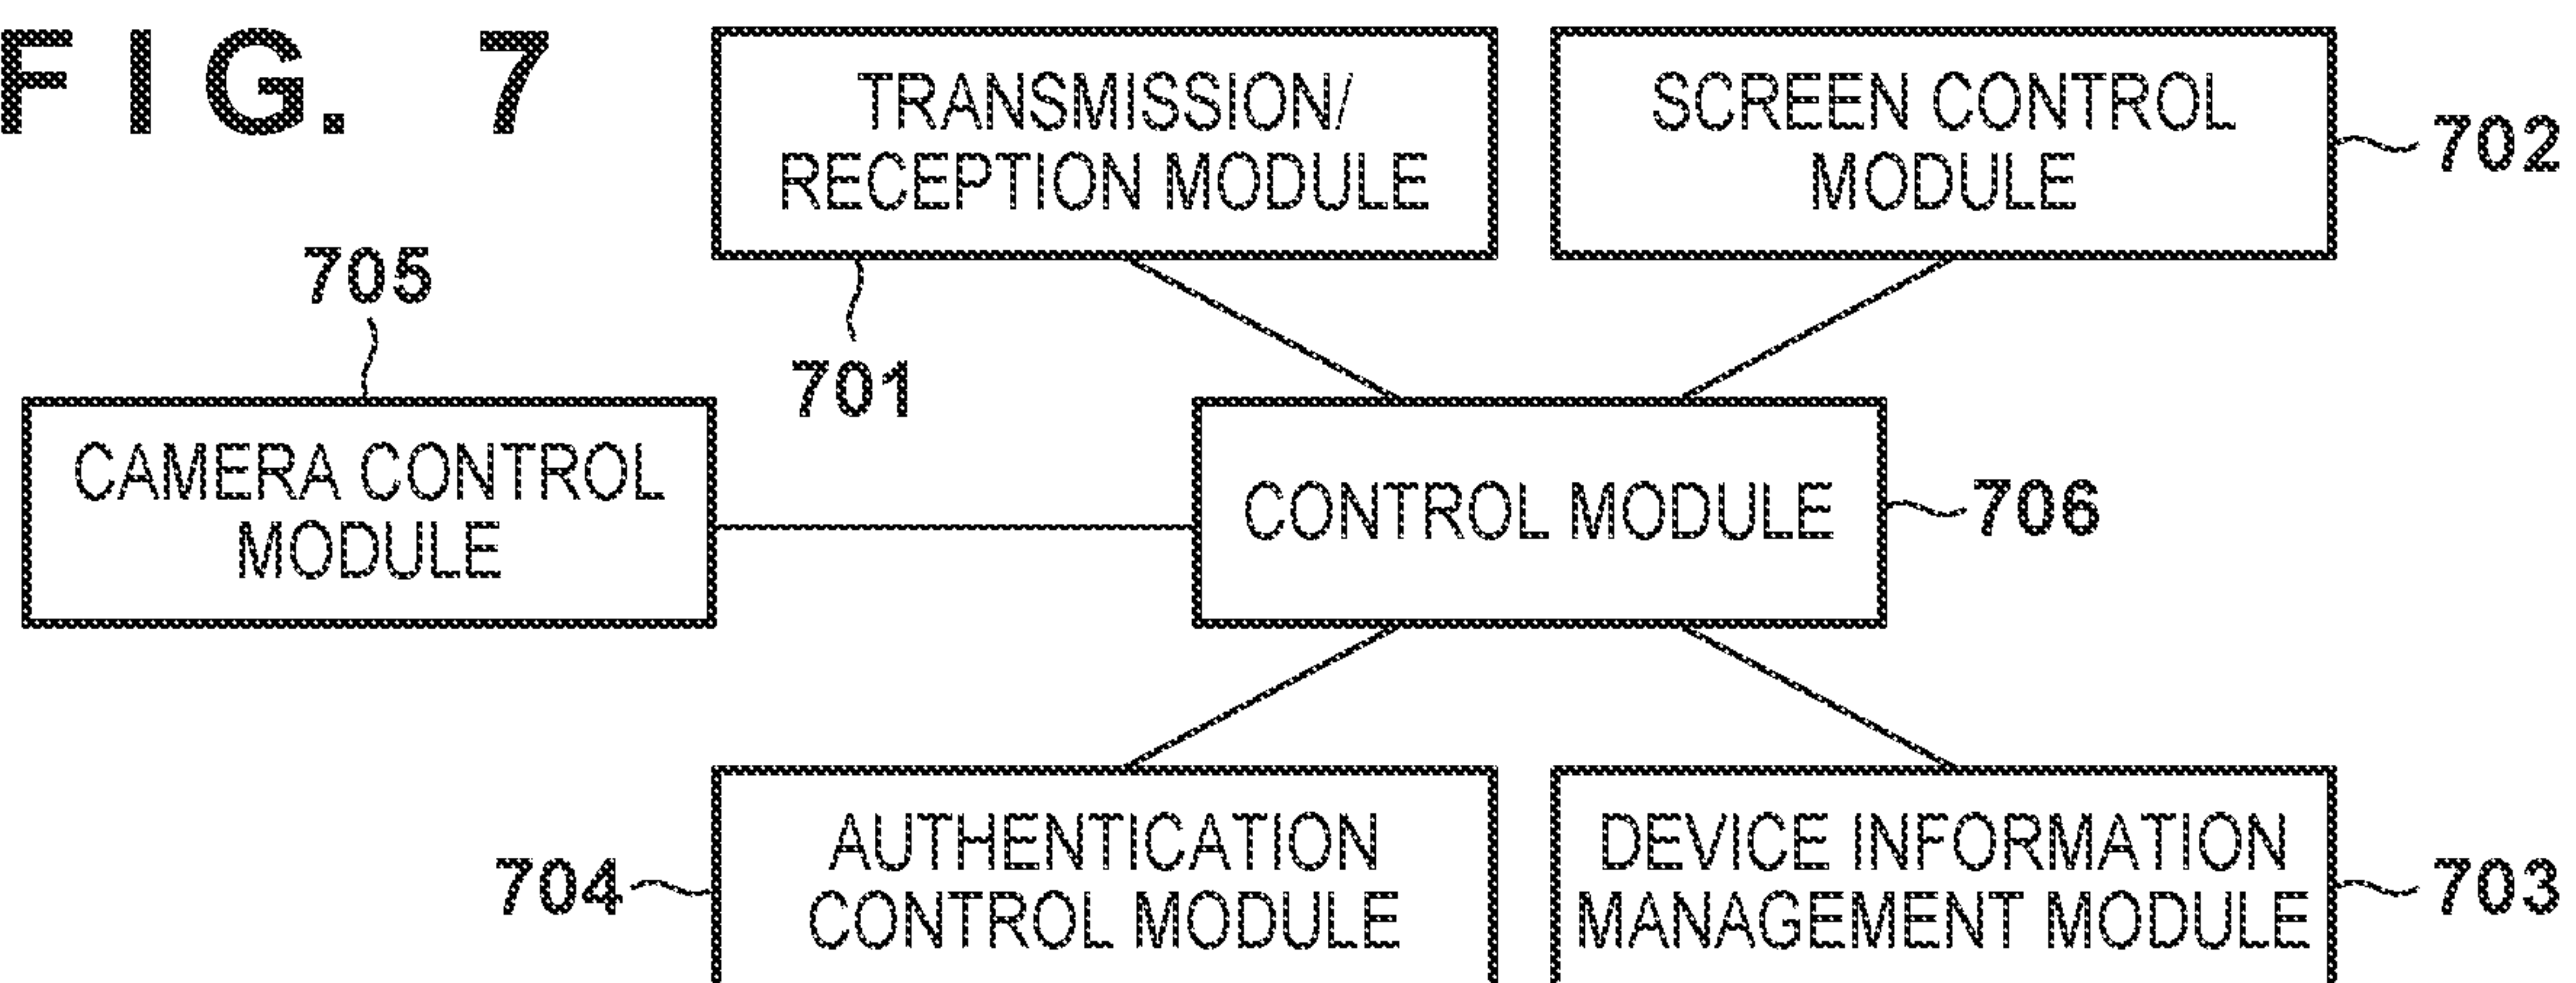 FIG. 7
TRANSMISSION/
RECEPTION MODULE
701
SCREEN CONTROL
MODULE
702
705
CAMERA CONTROL
MODULE
CONTROL MODULE
706
704
AUTHENTICATION
CONTROL MODULE
DEVICE INFORMATION
MANAGEMENT MODULE
703